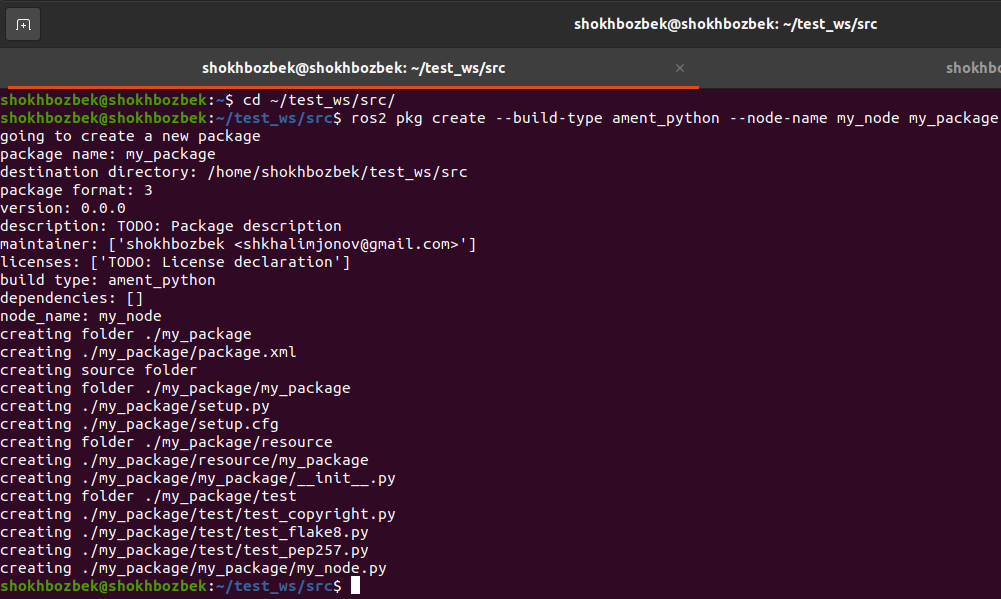 shokhbozbek@shokhbozbek: ~/test_ws/src
shokhbozbek@shokhbozbek: ~/test_ws/src ×
shokhbozbek@shokhbozbek:~$ cd ~/test_ws/src/
shokhbozbek@shokhbozbek:~/test_ws/src$ ros2 pkg create --build-type ament_python --node-name my_node my_package
going to create a new package
package name: my_package
destination directory: /home/shokhbozbek/test_ws/src
package format: 3
version: 0.0.0
description: TODO: Package description
maintainer: ['shokhbozbek <shkhalimjonov@gmail.com>']
licenses: ['TODO: License declaration']
build type: ament_python
dependencies: []
node_name: my_node
creating folder ./my_package
creating ./my_package/package.xml
creating source folder
creating folder ./my_package/my_package
creating ./my_package/setup.py
creating ./my_package/setup.cfg
creating folder ./my_package/resource
creating ./my_package/resource/my_package
creating ./my_package/my_package/__init__.py
creating folder ./my_package/test
creating ./my_package/test/test_copyright.py
creating ./my_package/test/test_flake8.py
creating ./my_package/test/test_pep257.py
creating ./my_package/my_package/my_node.py
shokhbozbek@shokhbozbek:~/test_ws/src$